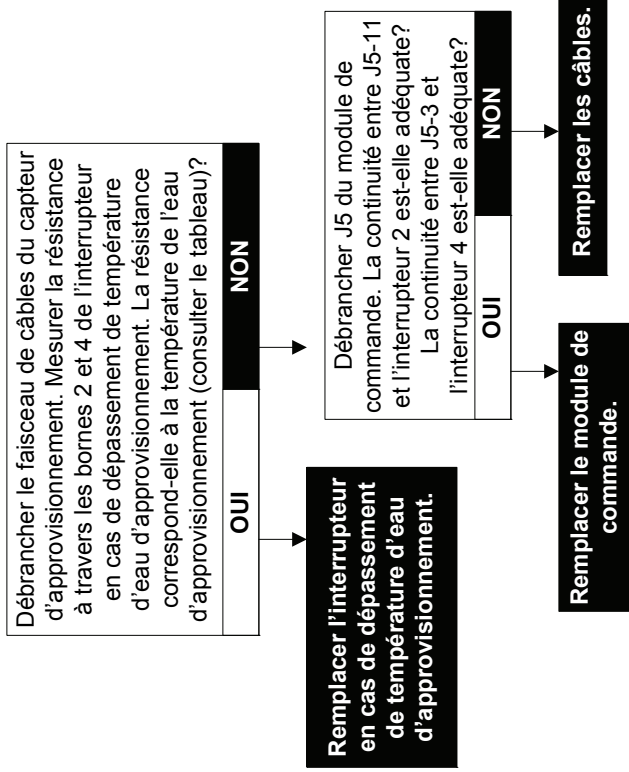 Débrancher le faisceau de câbles du capteur
d'approvisionnement. Mesurer la résistance
à travers les bornes 2 et 4 de l'interrupteur
en cas de dépassement de température
d'eau d'approvisionnement. La résistance
correspond-elle à la température de l'eau
d'approvisionnement (consulter le tableau)?
OUI
NON
Remplacer l'interrupteur
en cas de dépassement
de température d'eau
d'approvisionnement.
Débrancher J5 du module de
commande. La continuité entre J5-11
et l'interrupteur 2 est-elle adéquate?
La continuité entre J5-3 et
l'interrupteur 4 est-elle adéquate?
OUI
NON
Remplacer le module de
commande.
Remplacer les câbles.